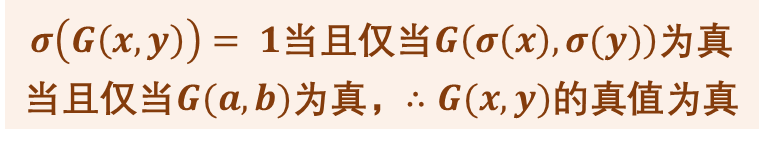 σ(G(x,y)) = 1当且仅当G(σ(x),σ(y))为真
当且仅当G(a,b)为真，∴ G(x,y)的真值为真